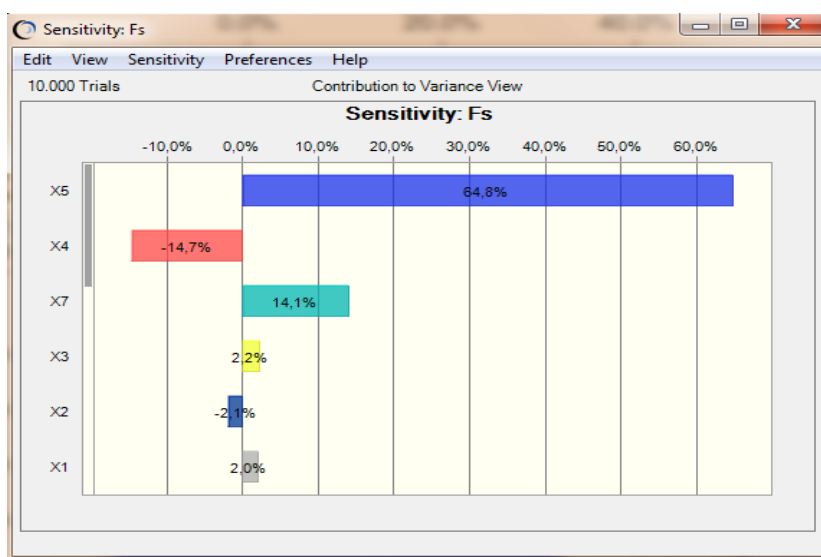 Sensitivity: Fs
Edit View Sensitivity Preferences Help
10.000 Trials Contribution to Variance View
Sensitivity: Fs
-10,0% 0,0% 10,0% 20,0% 30,0% 40,0% 50,0% 60,0%
X5 64,8%
X4 -14,7%
X7 14,1%
X3 2,2%
X2 -2,1%
X1 2,0%